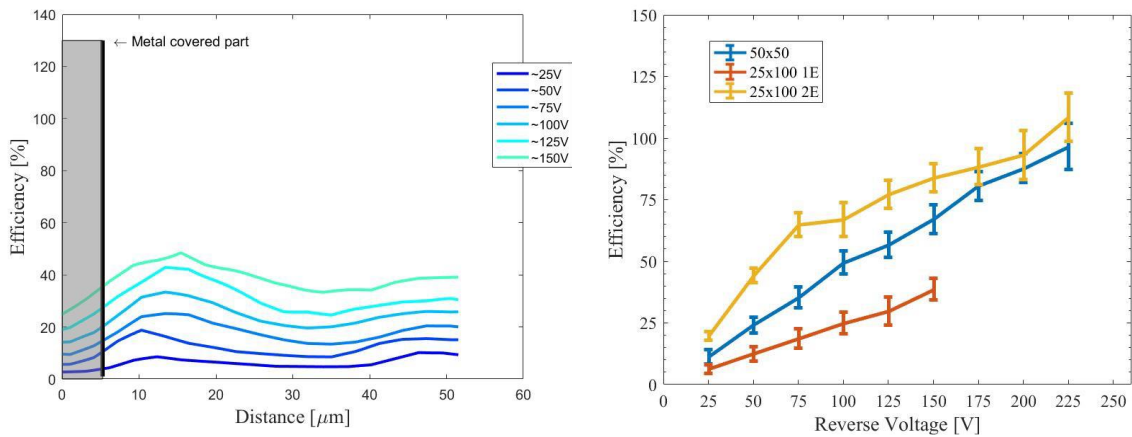 140
120
100
80
60
40
20
0
Efficiency [%]
← Metal covered part
~25V
~50V
~75V
~100V
~125V
~150V
0 10 20 30 40 50 60
Distance [μm]
150
125
100
75
50
25
0
Efficiency [%]
50x50
25x100 1E
25x100 2E
0 25 50 75 100 125 150 175 200 225 250
Reverse Voltage [V]